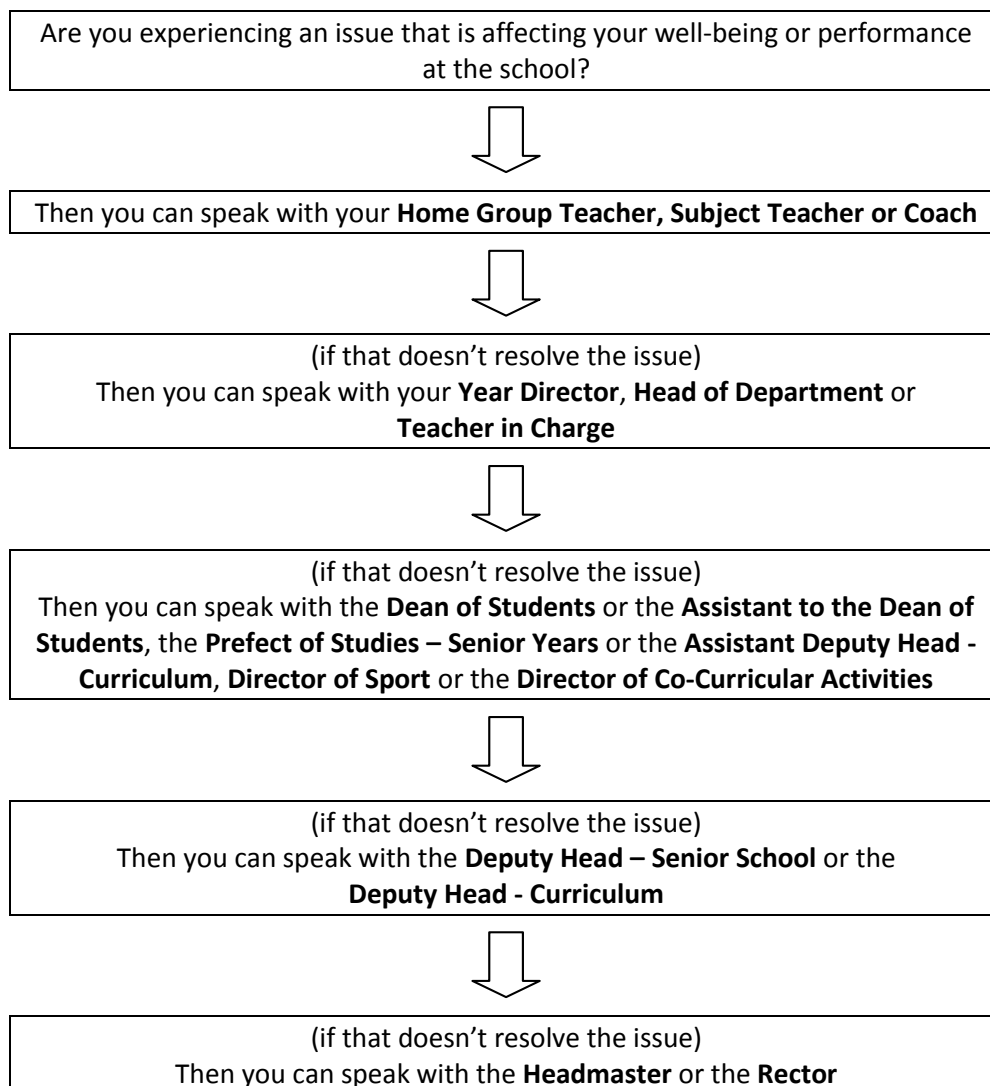 Are you experiencing an issue that is affecting your well-being or performance
at the school?
Then you can speak with your Home Group Teacher, Subject Teacher or Coach
(if that doesn’t resolve the issue)
Then you can speak with your Year Director, Head of Department or
Teacher in Charge
(if that doesn’t resolve the issue)
Then you can speak with the Dean of Students or the Assistant to the Dean of
Students, the Prefect of Studies – Senior Years or the Assistant Deputy Head -
Curriculum, Director of Sport or the Director of Co-Curricular Activities
(if that doesn’t resolve the issue)
Then you can speak with the Deputy Head – Senior School or the
Deputy Head - Curriculum
(if that doesn’t resolve the issue)
Then you can speak with the Headmaster or the Rector